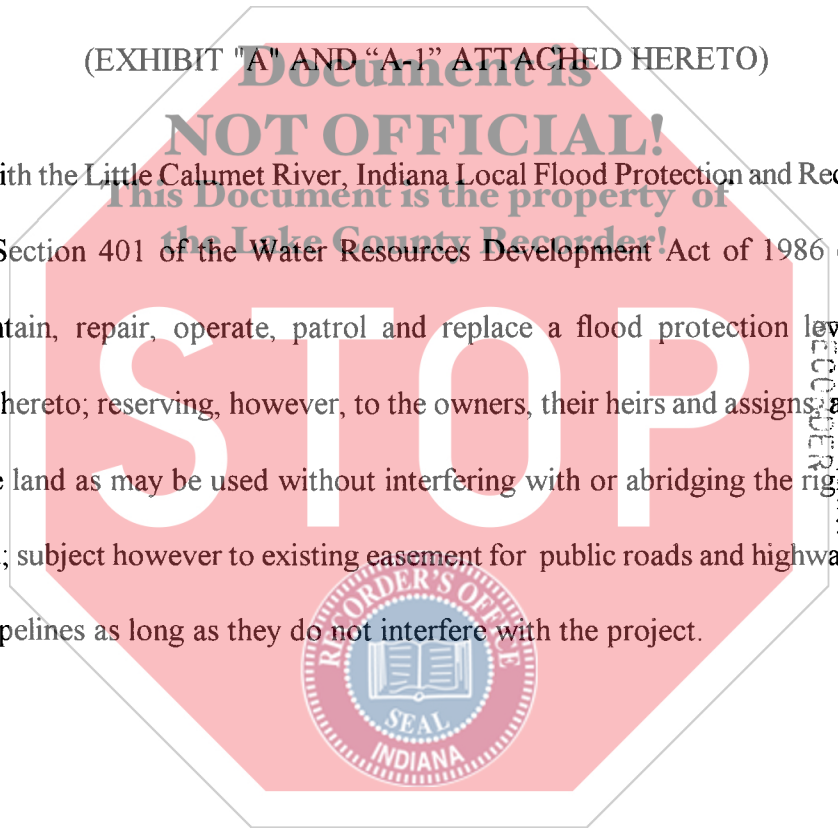 (EXHIBIT "A" AND “A-1” ATTACHED HERETO)
Document is
NOT OFFICIAL!
ith the Little Calumet River, Indiana Local Flood Protection and Rec
This Document is the property of
the Lake County Recorder!
Section 401 of the Water Resources Development Act of 1986
ntain, repair, operate, patrol and replace a flood protection lev
hereto; reserving, however, to the owners, their heirs and assigns, a
STOP
RECORDER
e land as may be used without interfering with or abridging the rig
; subject however to existing easement for public roads and highwa
pelines as long as they do not interfere with the project.
RECORDER'S OFFICE
SEAL
INDIANA